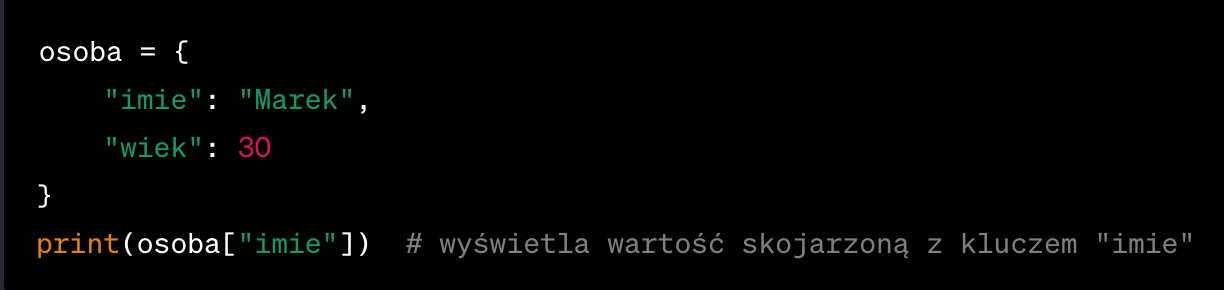 osoba = {
    "imie": "Marek",
    "wiek": 30
}
print(osoba["imie"])  # wyświetla wartość skojarzoną z kluczem "imie"